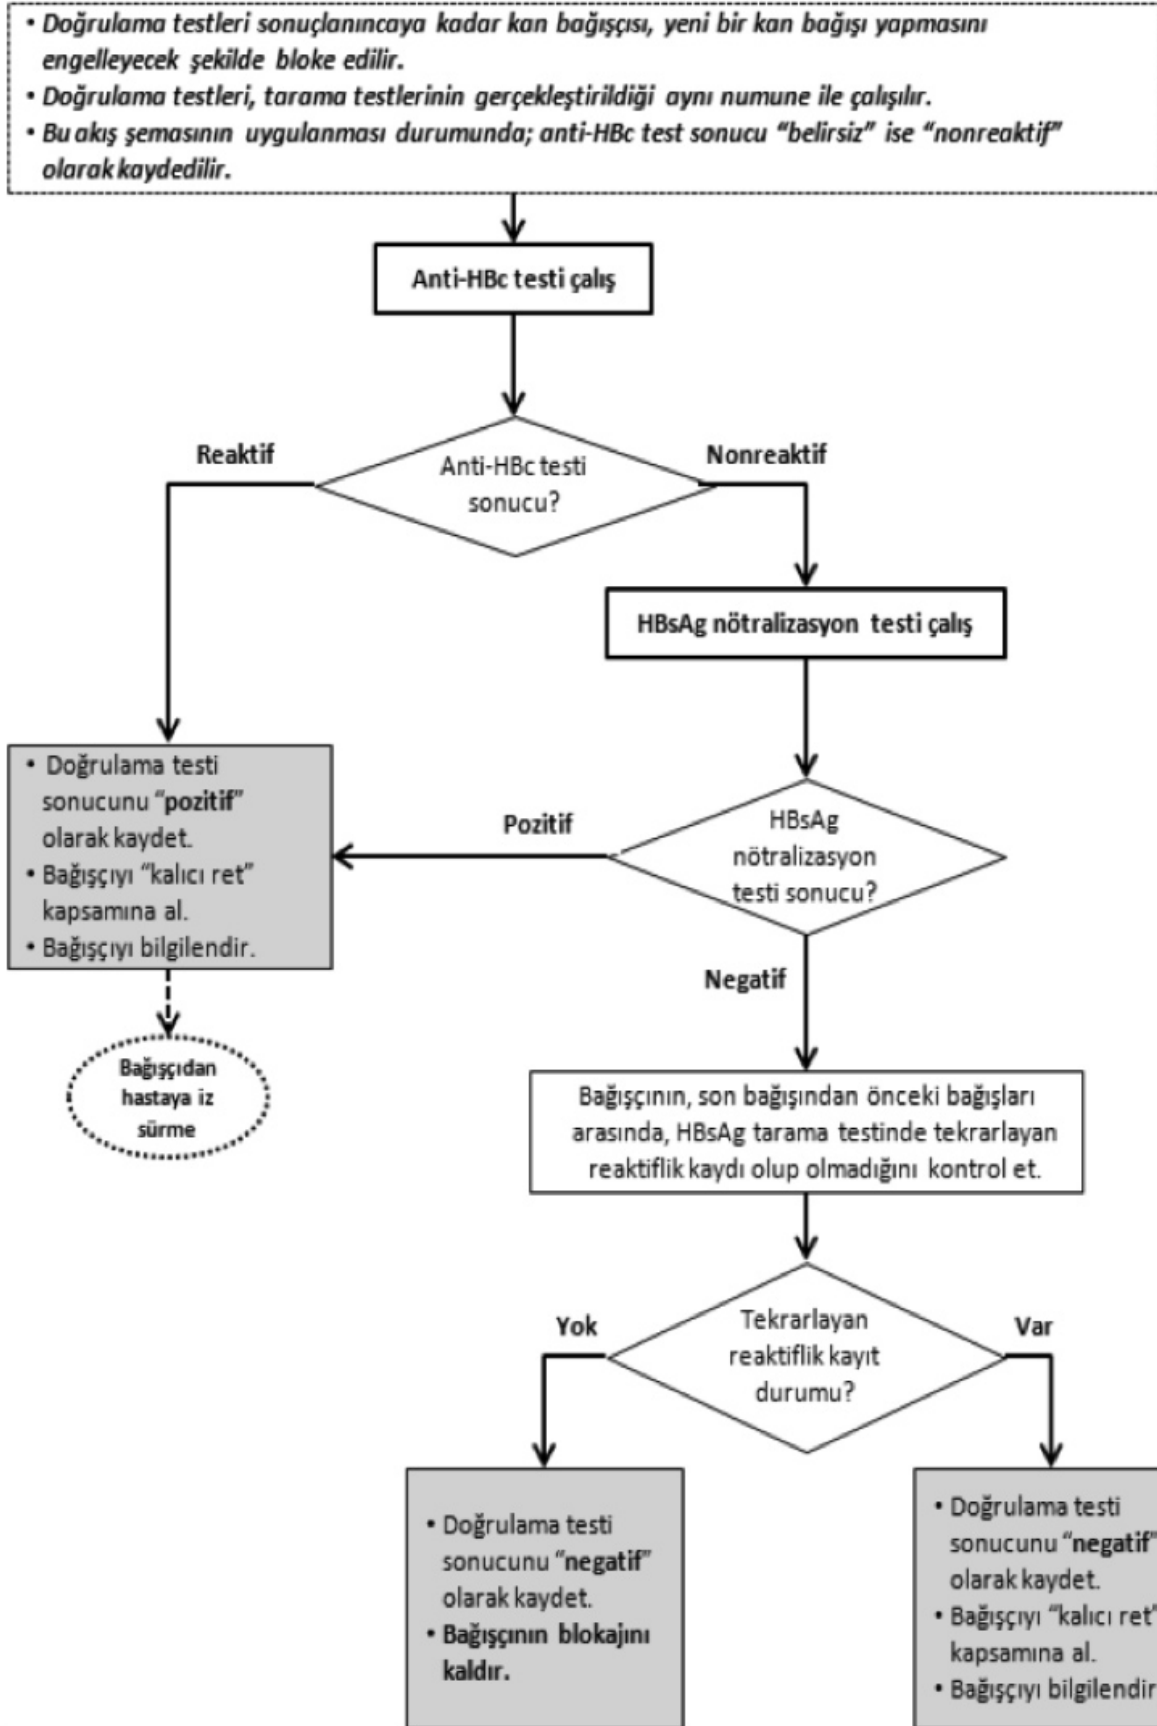 • Doğrulama testleri sonuçlanıncaya kadar kan bağışçısı, yeni bir kan bağışı yapmasını
engelleyecek şekilde bloke edilir.
• Doğrulama testleri, tarama testlerinin gerçekleştirildiği aynı numune ile çalışılır.
• Bu akış şemasının uygulanması durumunda; anti-HBc test sonucu “belirsiz” ise “nonreaktif”
olarak kaydedilir.
Anti-HBc testi çalış
Reaktif
Nonreaktif
Anti-HBc testi
sonucu?
HBsAg nötralizasyon testi çalış
• Doğrulama testi
sonucunu “pozitif”
olarak kaydet.
• Bağışçıyı “kalıcı ret”
kapsamına al.
• Bağışçıyı bilgilendir.
Pozitif
HBsAg
nötralizasyon
testi sonucu?
Negatif
Bağışçıdan
hastaya iz
sürme
Bağışçının, son bağışından önceki bağışları
arasında, HBsAg tarama testinde tekrarlayan
reaktiflik kaydı olup olmadığını kontrol et.
Yok
Var
Tekrarlayan
reaktiflik kayıt
durumu?
• Doğrulama testi
sonucunu “negatif”
olarak kaydet.
• Bağışçının blokajını
kaldır.
• Doğrulama testi
sonucunu “negatif”
olarak kaydet.
• Bağışçıyı “kalıcı ret”
kapsamına al.
• Bağışçıyı bilgilendir